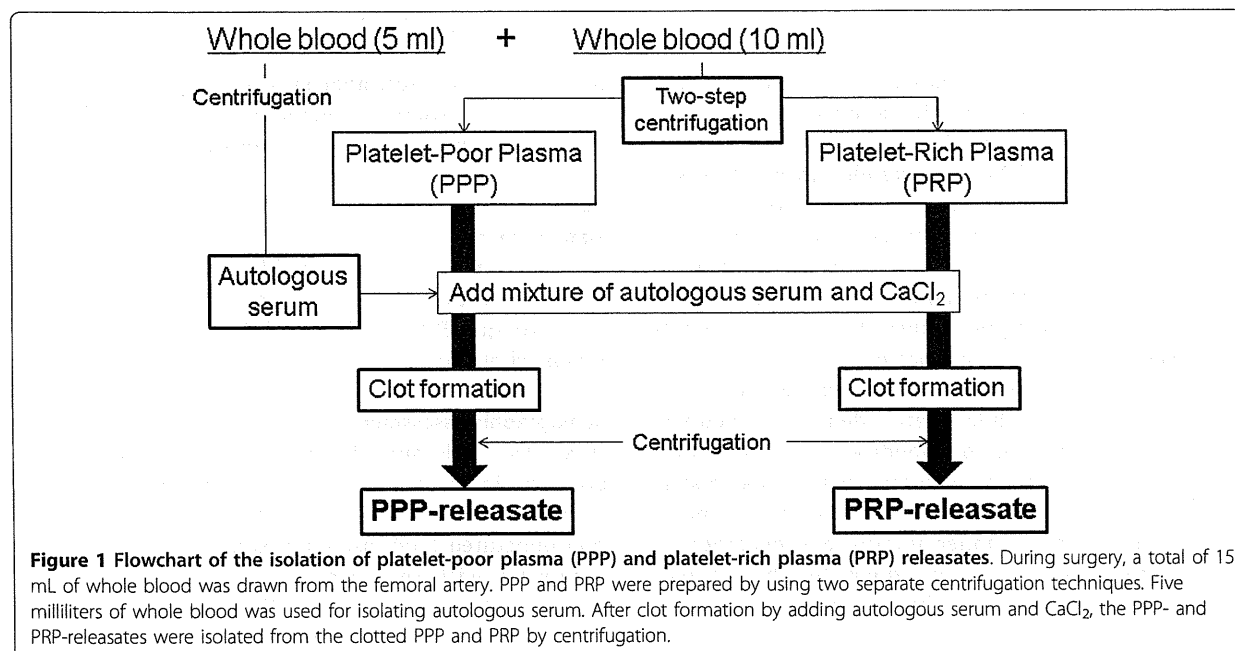 Whole blood (5 ml) + Whole blood (10 ml)
Centrifugation
Two-step
centrifugation
Platelet-Poor Plasma
(PPP)
Platelet-Rich Plasma
(PRP)
Autologous
serum
Add mixture of autologous serum and CaCl₂
Clot formation
Clot formation
Centrifugation
PPP-releasate
PRP-releasate
Figure 1 Flowchart of the isolation of platelet-poor plasma (PPP) and platelet-rich plasma (PRP) releasates. During surgery, a total of 15
mL of whole blood was drawn from the femoral artery. PPP and PRP were prepared by using two separate centrifugation techniques. Five
milliliters of whole blood was used for isolating autologous serum. After clot formation by adding autologous serum and CaCl₂, the PPP- and
PRP-releasates were isolated from the clotted PPP and PRP by centrifugation.